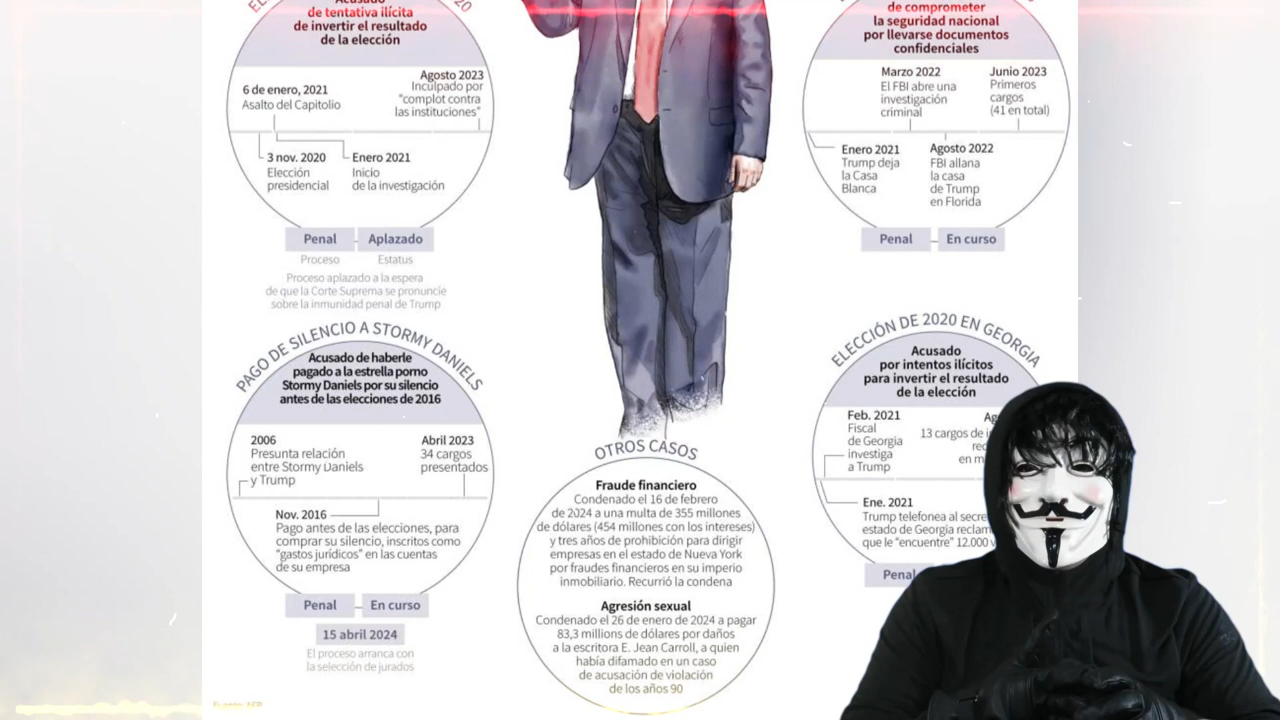 20
Acusado
de tentativa ilícita
de invertir el resultado
de la elección
6 de enero, 2021
Asalto del Capitolio
Agosto 2023
Inculpado por
"complot contra
las instituciones"
3 nov. 2020
Elección
presidencial
Enero 2021
Inicio
de la investigación
Penal
Aplazado
Proceso
Estatus
Proceso aplazado a la espera
de que la Corte Suprema se pronuncie
sobre la inmunidad penal de Trump
de comprometer
la seguridad nacional
por llevarse documentos
confidenciales
Marzo 2022
El FBI abre una
investigación
criminal
Junio 2023
Primeros
cargos
(41 en total)
Enero 2021
Trump deja
la Casa
Blanca
Agosto 2022
FBI allana
la casa
de Trump
en Florida
Penal
En curso
PAGO DE SILENCIO A STORMY DANIELS
Acusado de haberle
pagado a la estrella porno
Stormy Daniels por su silencio
antes de las elecciones de 2016
2006
Presunta relación
entre Stormy Daniels
y Trump
Abril 2023
34 cargos
presentados
Nov. 2016
Pago antes de las elecciones, para
comprar su silencio, inscritos como
"gastos jurídicos" en las cuentas
de su empresa
Penal
En curso
15 abril 2024
El proceso arranca con
la selección de jurados
OTROS CASOS
Fraude financiero
Condenado el 16 de febrero
de 2024 a una multa de 355 millones
de dólares (454 millones con los intereses)
y tres años de prohibición para dirigir
empresas en el estado de Nueva York
por fraudes financieros en su imperio
inmobiliario. Recurrió la condena
Agresión sexual
Condenado el 26 de enero de 2024 a pagar
83,3 millions de dólares por daños
a la escritora E. Jean Carroll, a quien
había difamado en un caso
de acusación de violación
de los años 90
ELECCIÓN DE 2020 EN GEORGIA
Acusado
por intentos ilícitos
para invertir el resultado
de la elección
Feb. 2021
Fiscal
de Georgia
investiga
a Trump
13 cargos de
Ene. 2021
Trump telefonea al
estado de Georgia
que le "encuentre" 12.000
Penal